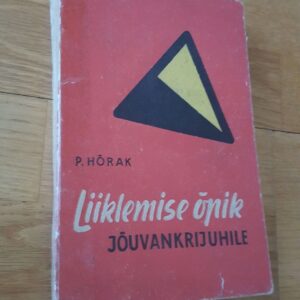 P. HÕRAK
Liiklemise õpik
JÕUVANKRIJUHILE